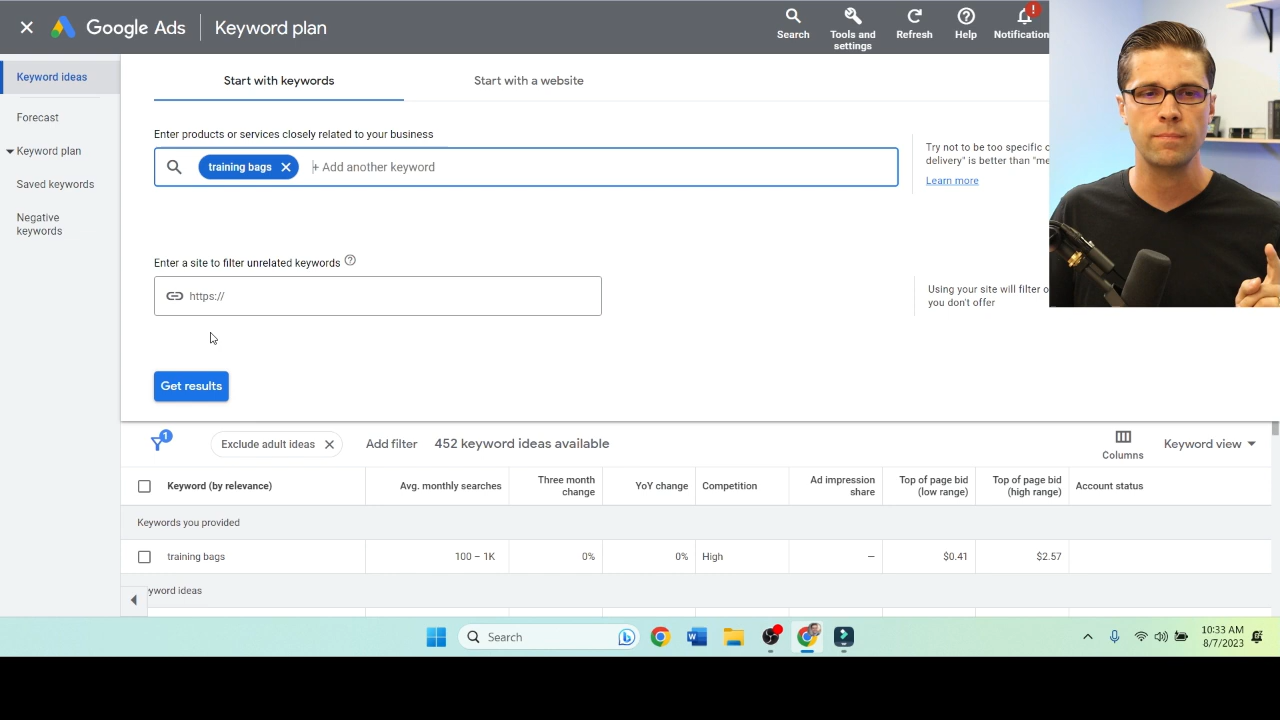 Google Ads
Keyword plan
Search
Tools and
settings
Refresh
Help
!
Notification
Keyword ideas
Forecast
Keyword plan
Saved keywords
Negative
keywords
Start with keywords
Start with a website
Enter products or services closely related to your business
training bags
+ Add another keyword
Try not to be too specific
delivery" is better than
Learn more
Enter a site to filter unrelated keywords
https://
Using your site will filter
you don't offer
Get results
1
Exclude adult ideas
Add filter
452 keyword ideas available
Columns
Keyword view
Keyword (by relevance)
Avg. monthly searches
Three month
change
YoY change
Competition
Ad impression
share
Top of page bid
(low range)
Top of page bid
(high range)
Account status
Keywords you provided
training bags
100 – 1K
0%
0%
High
—
$0.41
$2.57
yword ideas
Search
10:33 AM
8/7/2023